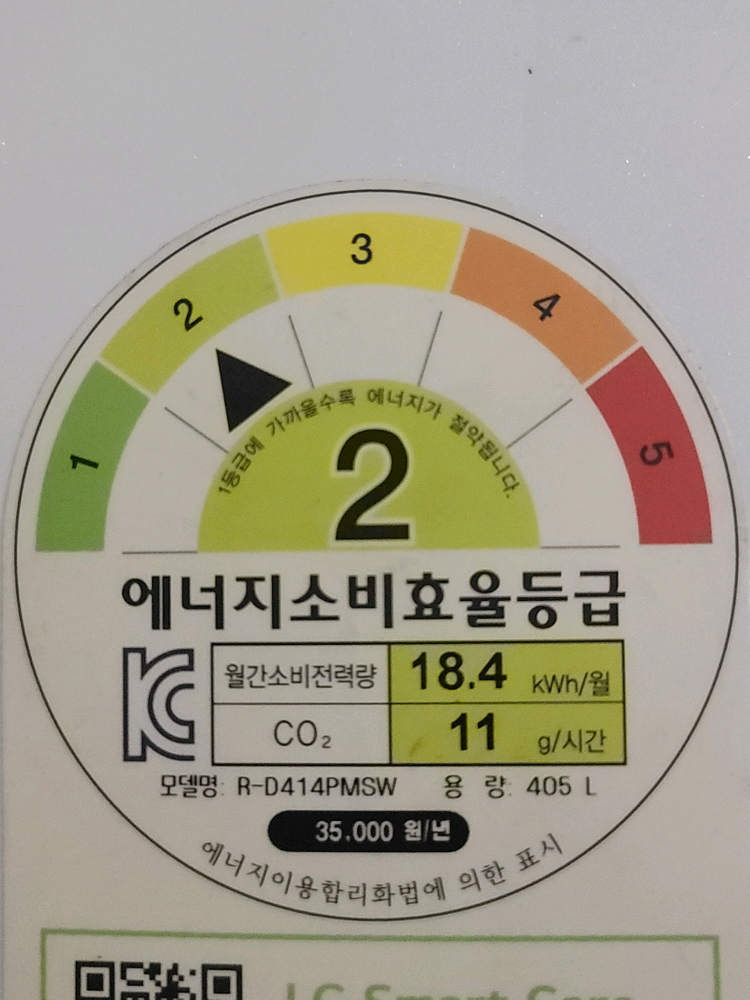 1
2
3
4
5
1등급에 가까울수록 에너지가 절약됩니다.
2
에너지소비효율등급
월간소비전력량 18.4 kWh/월
CO₂ 11 g/시간
모델명: R-D414PMSW 용 량: 405 L
35.000 원/년
에너지이용합리화법에 의한 표시